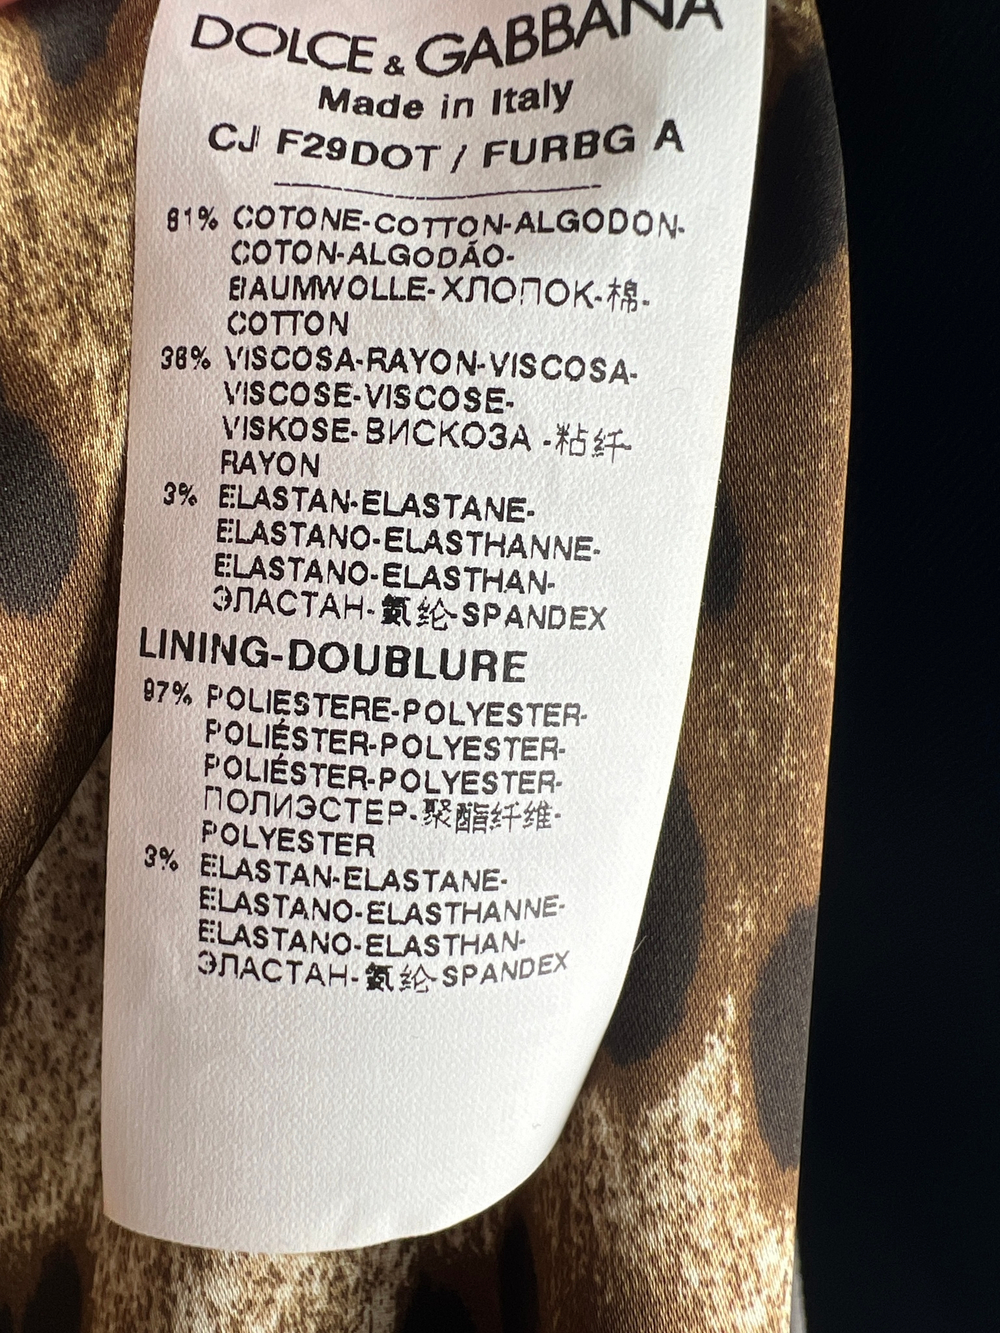 DOLCE & GABBANA
Made in Italy
CJ F29DOT / FURBG A
61% COTONE-COTTON-ALGODON-
COTON-ALGODÃO-
BAUMWOLLE-ХЛОПОК-棉-
COTTON
36% VISCOSA-RAYON-VISCOSA-
VISCOSE-VISCOSE-
VISKOSE-ВИСКОЗА -粘纤-
RAYON
3% ELASTAN-ELASTANE-
ELASTANO-ELASTHANNE-
ELASTANO-ELASTHAN-
ЭЛАСТАН-氨纶-SPANDEX
LINING-DOUBLURE
97% POLIESTERE-POLYESTER-
POLIÉSTER-POLYESTER-
POLIÉSTER-POLYESTER-
ПОЛИЭСТЕР-聚酯纤维-
POLYESTER
3% ELASTAN-ELASTANE-
ELASTANO-ELASTHANNE-
ELASTANO-ELASTHAN-
ЭЛАСТАН-氨纶-SPANDEX